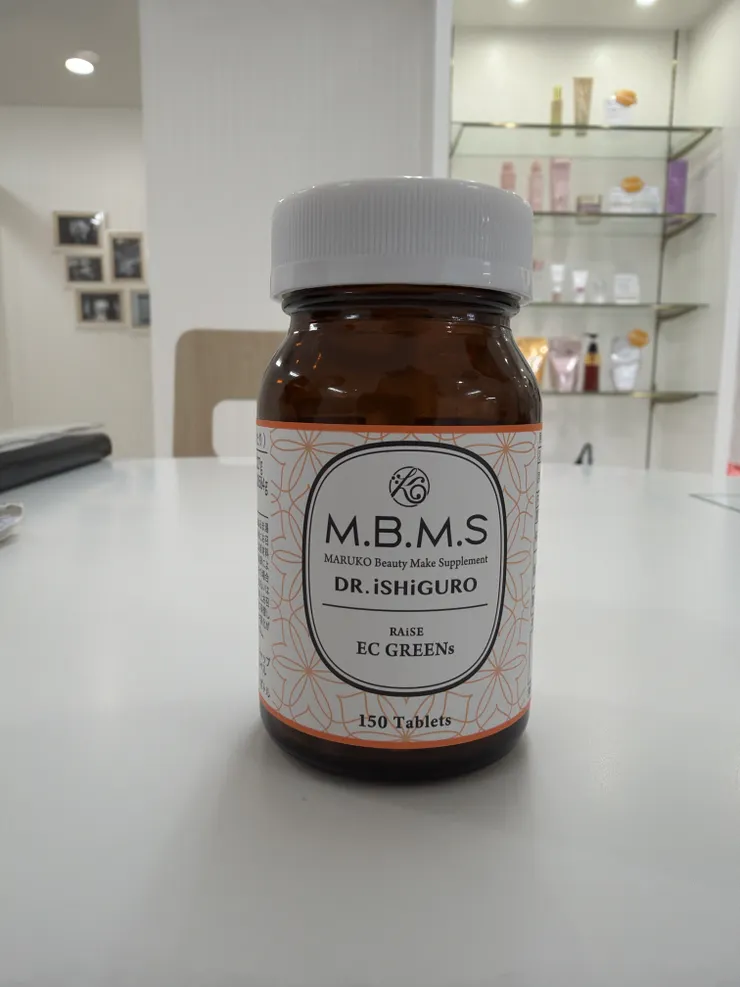 M.B.M.S
MARUKO Beauty Make Supplement
DR. iSHiGURO
RAiSE
EC GREENs
150 Tablets